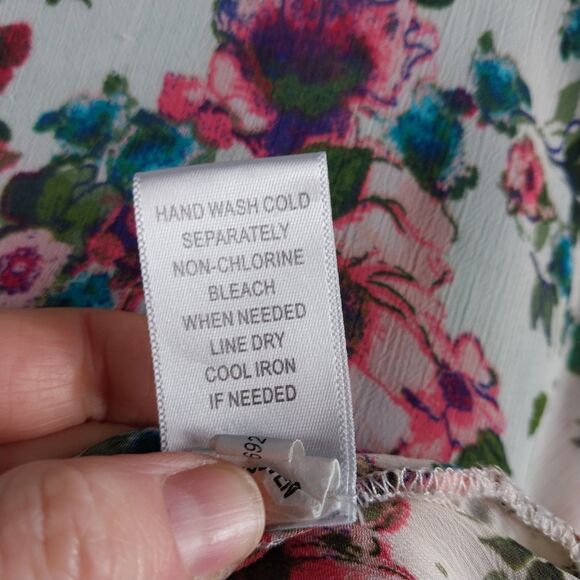 HAND WASH COLD
SEPARATELY
NON-CHLORINE
BLEACH
WHEN NEEDED
LINE DRY
COOL IRON
IF NEEDED